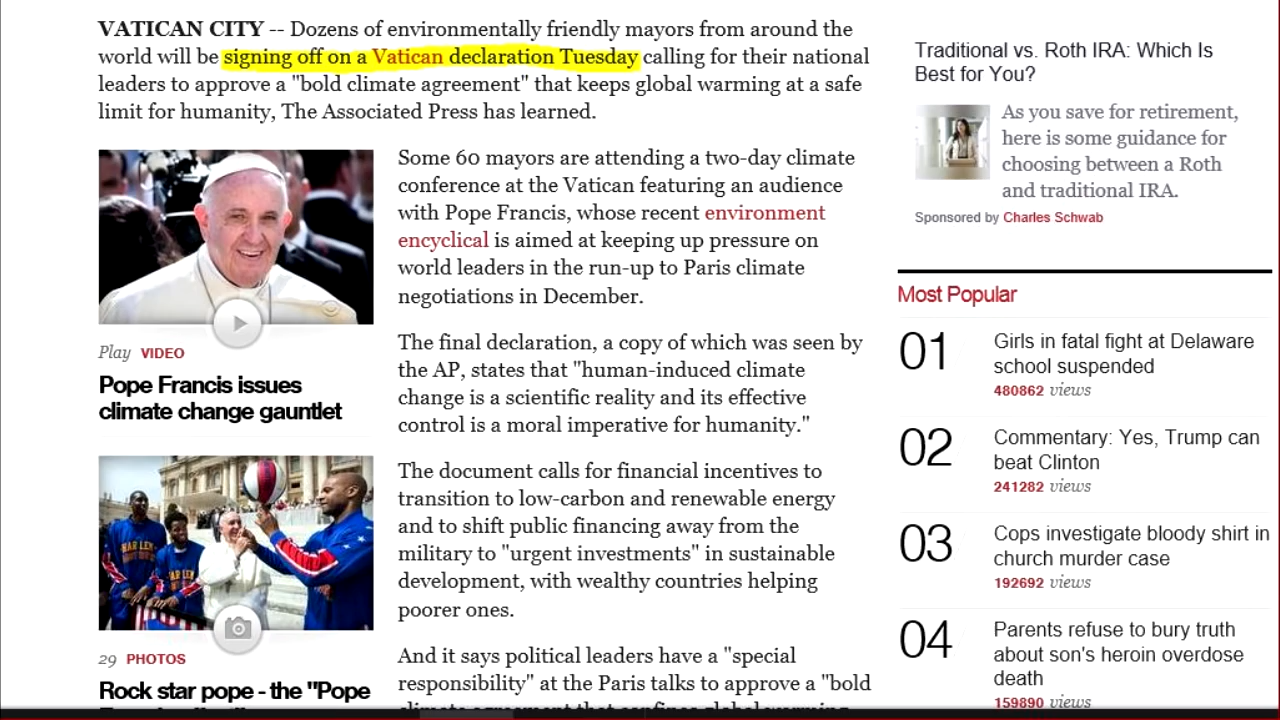 VATICAN CITY -- Dozens of environmentally friendly mayors from around the
world will be signing off on a Vatican declaration Tuesday calling for their national
leaders to approve a "bold climate agreement" that keeps global warming at a safe
limit for humanity, The Associated Press has learned.
Some 60 mayors are attending a two-day climate
conference at the Vatican featuring an audience
with Pope Francis, whose recent environment
encyclical is aimed at keeping up pressure on
world leaders in the run-up to Paris climate
negotiations in December.
Play VIDEO
Pope Francis issues
climate change gauntlet
The final declaration, a copy of which was seen by
the AP, states that "human-induced climate
change is a scientific reality and its effective
control is a moral imperative for humanity."
The document calls for financial incentives to
transition to low-carbon and renewable energy
and to shift public financing away from the
military to "urgent investments" in sustainable
development, with wealthy countries helping
poorer ones.
HARLEM
29 PHOTOS
Rock star pope - the "Pope
And it says political leaders have a "special
responsibility" at the Paris talks to approve a "bold
climate agreement that confines global warming
Traditional vs. Roth IRA: Which Is
Best for You?
As you save for retirement,
here is some guidance for
choosing between a Roth
and traditional IRA.
Sponsored by Charles Schwab
Most Popular
01
Girls in fatal fight at Delaware
school suspended
480862 views
02
Commentary: Yes, Trump can
beat Clinton
241282 views
03
Cops investigate bloody shirt in
church murder case
192692 views
04
Parents refuse to bury truth
about son's heroin overdose
death
159890 views